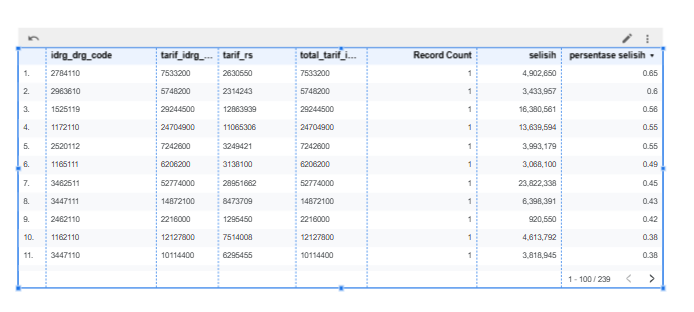 idrg_drg_code tarif_idrg_... tarif_rs total_tarif_i... Record Count selisih persentase selisih
1. 2784110 7533200 2630550 7533200 1 4,902,650 0.65
2. 2963610 5748200 2314243 5748200 1 3,433,957 0.6
3. 1525119 29244500 12863939 29244500 1 16,380,561 0.56
4. 1172110 24704900 11065306 24704900 1 13,639,594 0.55
5. 2520112 7242600 3249421 7242600 1 3,993,179 0.55
6. 1165111 6206200 3138100 6206200 1 3,068,100 0.49
7. 3462511 52774000 28951662 52774000 1 23,822,338 0.45
8. 3447111 14872100 8473709 14872100 1 6,398,391 0.43
9. 2462110 2216000 1295450 2216000 1 920,550 0.42
10. 1162110 12127800 7514008 12127800 1 4,613,792 0.38
11. 3447110 10114400 6295455 10114400 1 3,818,945 0.38
1 - 100 / 239